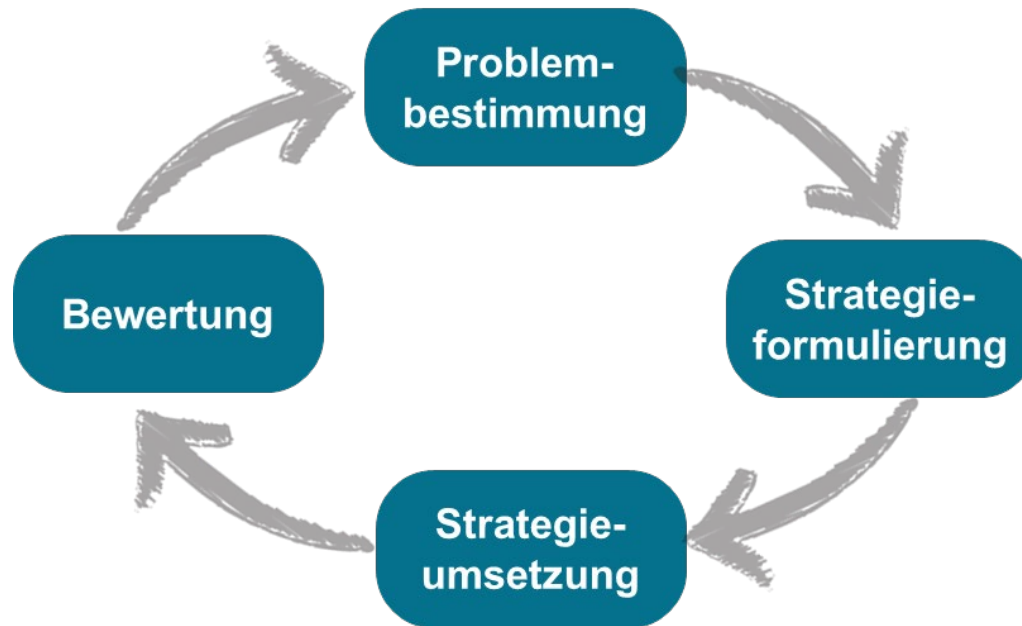 Problem-
bestimmung
Strategie-
formulierung
Strategie-
umsetzung
Bewertung